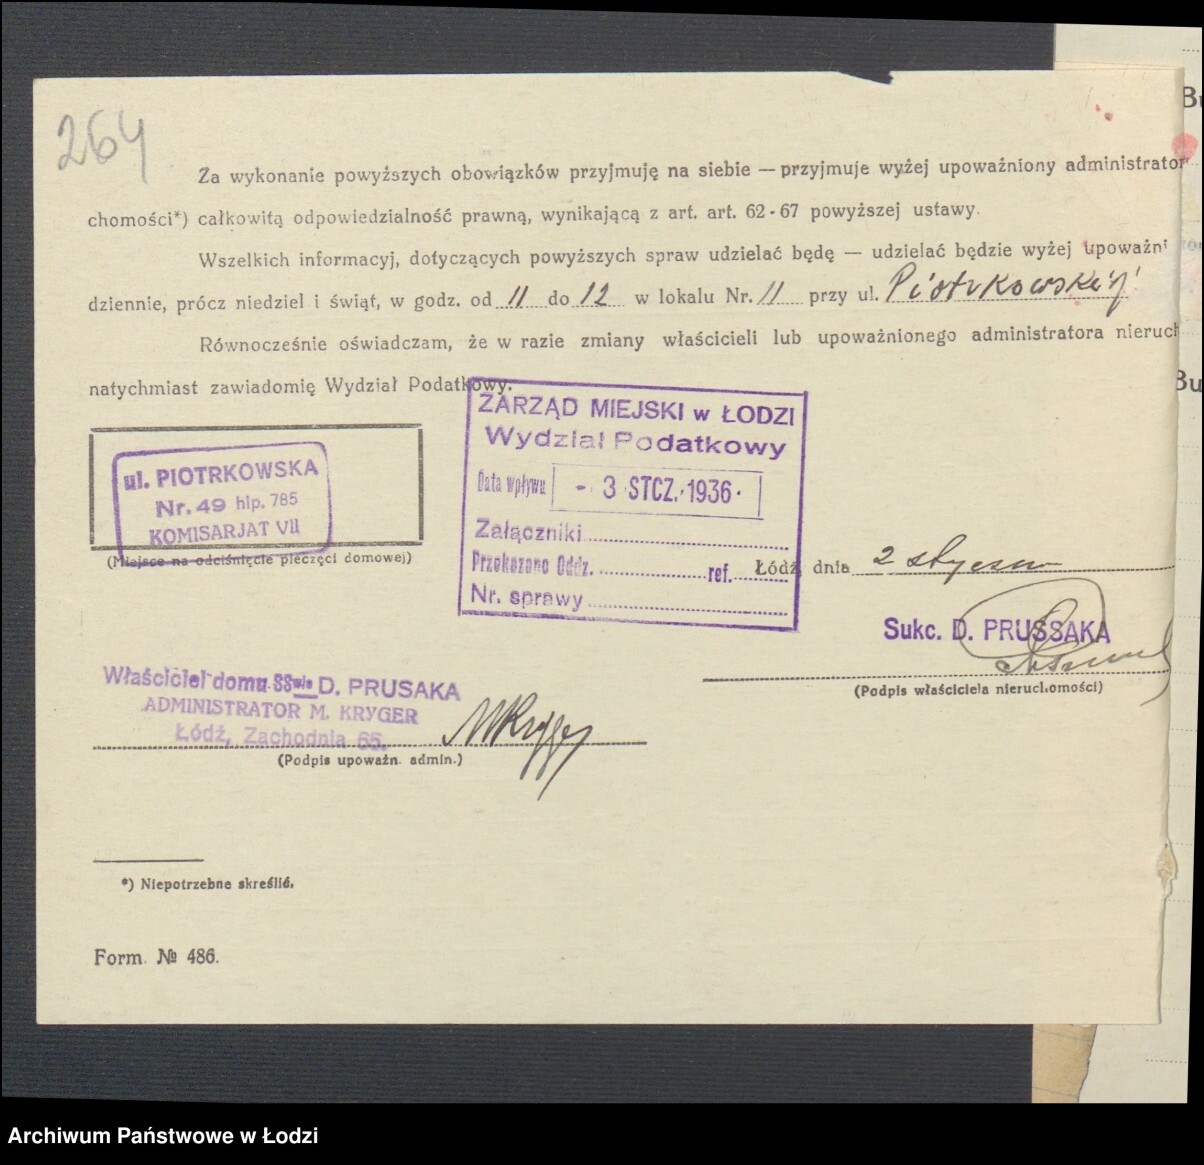 264
Za wykonanie powyższych obowiązków przyjmuję na siebie — przyjmuje wyżej upoważniony administrator
chomości*) całkowitą odpowiedzialność prawną, wynikającą z art. art. 62-67 powyższej ustawy.
Wszelkich informacyj, dotyczących powyższych spraw udzielać będę — udzielać będzie wyżej upoważni
dziennie, prócz niedziel i świąt, w godz. od 11 do 12 w lokalu Nr. 11 przy ul. Piotrkowskiej
Równocześnie oświadczam, że w razie zmiany właścicieli lub upoważnionego administratora nieruch
natychmiast zawiadomię Wydział Podatkowy.
ZARZĄD MIEJSKI w ŁODZI
Wydział Podatkowy
Data wpływu - 3 STCZ. 1936
Załączniki
Przekazano Oddz. ref.
Nr. sprawy
ul. PIOTRKOWSKA
Nr. 49 hip. 785
KOMISARJAT VII
(Miejsce na odciśnięcie pieczęci domowej)
Łódź, dnia 2 stycznia
Sukc. D. PRUSSAKA
(Podpis właściciela nieruchomości)
Właściciel domu SSwie D. PRUSAKA
ADMINISTRATOR M. KRYGER
Łódź, Zachodnia 65.
MKryger
(Podpis upoważn. admin.)
*) Niepotrzebne skreślić.
Form. № 486.
Bu
Bu
Archiwum Państwowe w Łodzi